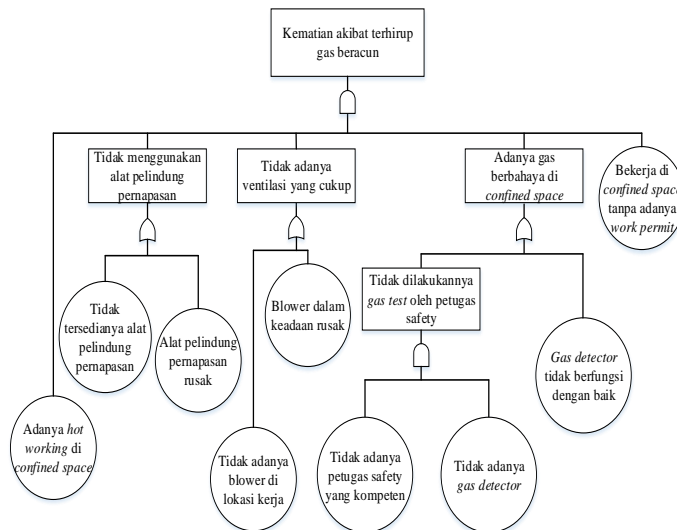 Kematian akibat terhirup
gas beracun
Tidak menggunakan
alat pelindung
pernapasan
Tidak adanya
ventilasi yang cukup
Adanya gas
berbahaya di
confined space
Bekerja di
confined space
tanpa adanya
work permit
Tidak
tersedianya alat
pelindung
pernapasan
Alat pelindung
pernapasan
rusak
Blower dalam
keadaan rusak
Tidak dilakukannya
gas test oleh petugas
safety
Gas detector
tidak berfungsi
dengan baik
Adanya hot
working di
confined space
Tidak adanya
blower di
lokasi kerja
Tidak adanya
petugas safety
yang kompeten
Tidak adanya
gas detector